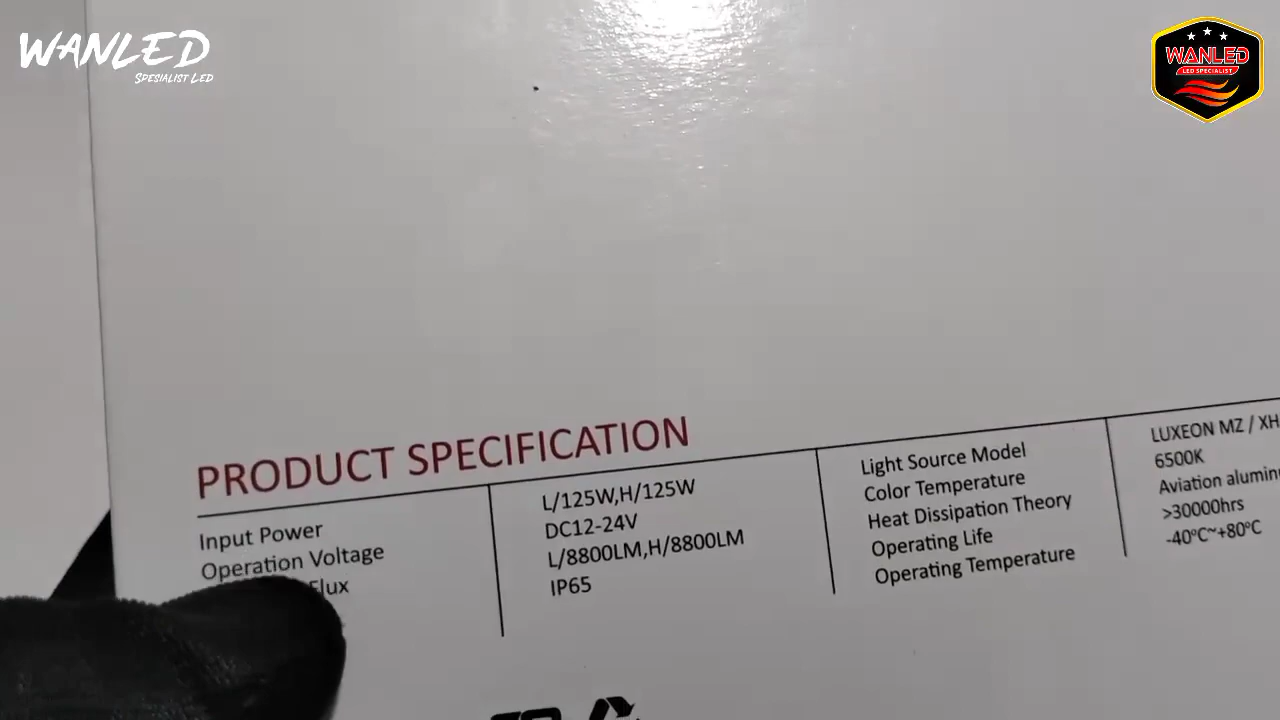 WANLED
SPESIALIST LED
WANLED
LED SPECIALIST
PRODUCT SPECIFICATION
Input Power
Operation Voltage
Flux
L/125W,H/125W
DC12-24V
L/8800LM,H/8800LM
IP65
Light Source Model
Color Temperature
Heat Dissipation Theory
Operating Life
Operating Temperature
LUXEON MZ / XH
6500K
Aviation
>30000hrs
-40°C~+80°C